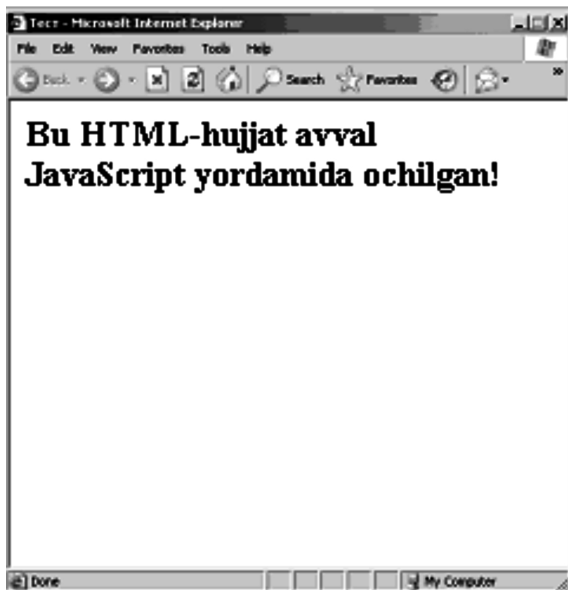 Тест - Microsoft Internet Explorer
File Edit View Favorites Tools Help
Back Search Favorites »
Bu HTML-hujjat avval
JavaScript yordamida ochilgan!
Done My Computer